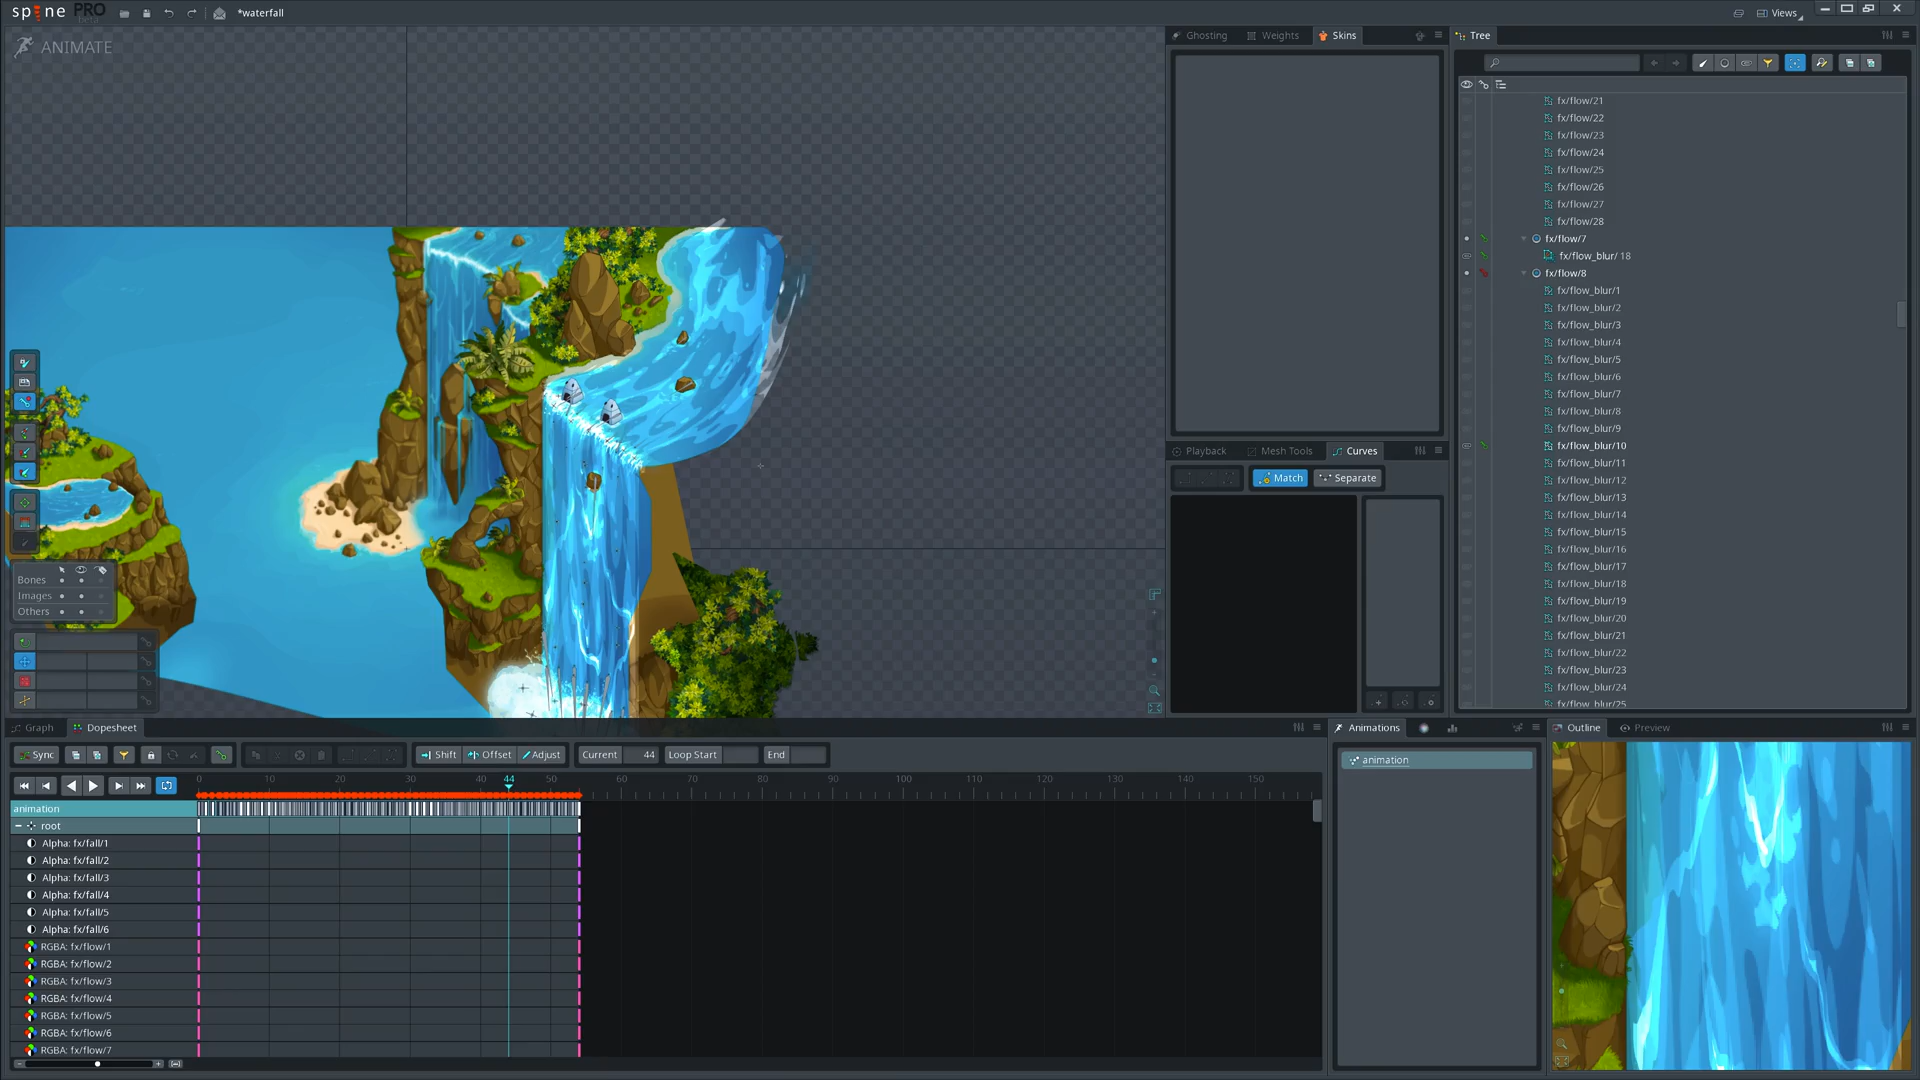 spine PRO
beta
*waterfall
Views
ANIMATE
Ghosting
Weights
Skins
Tree
fx/flow/21
fx/flow/22
fx/flow/23
fx/flow/24
fx/flow/25
fx/flow/26
fx/flow/27
fx/flow/28
fx/flow/7
fx/flow_blur/ 18
fx/flow/8
fx/flow_blur/1
fx/flow_blur/2
fx/flow_blur/3
fx/flow_blur/4
fx/flow_blur/5
fx/flow_blur/6
fx/flow_blur/7
fx/flow_blur/8
fx/flow_blur/9
fx/flow_blur/10
fx/flow_blur/11
fx/flow_blur/12
fx/flow_blur/13
fx/flow_blur/14
fx/flow_blur/15
fx/flow_blur/16
fx/flow_blur/17
fx/flow_blur/18
fx/flow_blur/19
fx/flow_blur/20
fx/flow_blur/21
fx/flow_blur/22
fx/flow_blur/23
fx/flow_blur/24
fx/flow_blur/25
Playback
Mesh Tools
Curves
Match
Separate
Bones
Images
Others
Graph
Dopesheet
Sync
Shift
Offset
Adjust
Current 44
Loop Start
End
0 10 20 30 40 44 50 60 70 80 90 100 110 120 130 140 150
animation
root
Alpha: fx/fall/1
Alpha: fx/fall/2
Alpha: fx/fall/3
Alpha: fx/fall/4
Alpha: fx/fall/5
Alpha: fx/fall/6
RGBA: fx/flow/1
RGBA: fx/flow/2
RGBA: fx/flow/3
RGBA: fx/flow/4
RGBA: fx/flow/5
RGBA: fx/flow/6
RGBA: fx/flow/7
Animations
animation
Outline
Preview